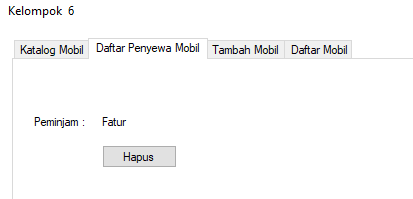 Kelompok 6
Katalog Mobil Daftar Penyewa Mobil Tambah Mobil Daftar Mobil
Peminjam : Fatur
Hapus